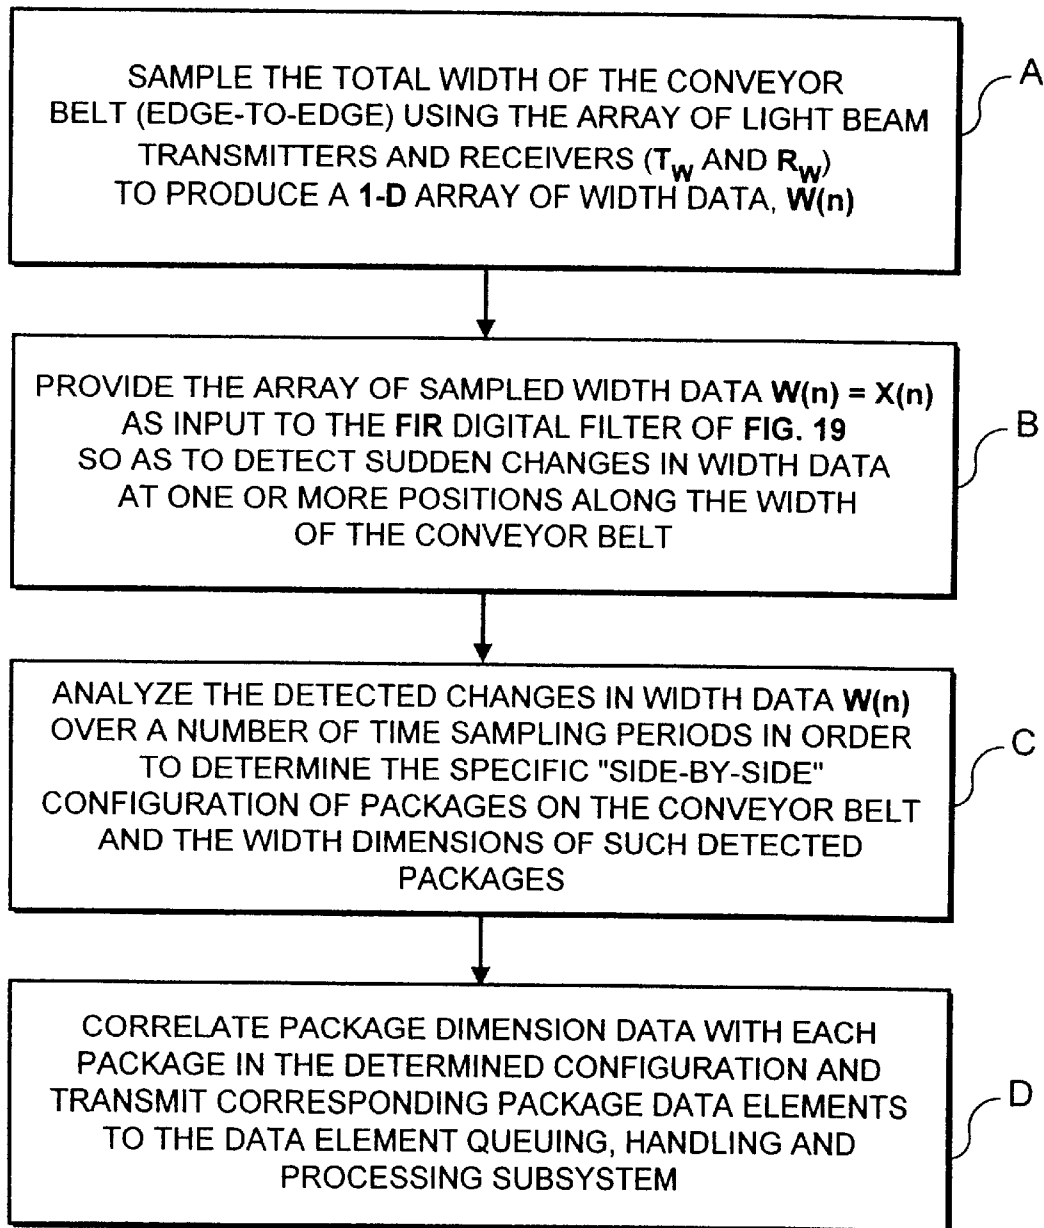 SAMPLE THE TOTAL WIDTH OF THE CONVEYOR
BELT (EDGE-TO-EDGE) USING THE ARRAY OF LIGHT BEAM
TRANSMITTERS AND RECEIVERS (TW AND RW)
TO PRODUCE A 1-D ARRAY OF WIDTH DATA, W(n)
A
PROVIDE THE ARRAY OF SAMPLED WIDTH DATA W(n) = X(n)
AS INPUT TO THE FIR DIGITAL FILTER OF FIG. 19
SO AS TO DETECT SUDDEN CHANGES IN WIDTH DATA
AT ONE OR MORE POSITIONS ALONG THE WIDTH
OF THE CONVEYOR BELT
B
ANALYZE THE DETECTED CHANGES IN WIDTH DATA W(n)
OVER A NUMBER OF TIME SAMPLING PERIODS IN ORDER
TO DETERMINE THE SPECIFIC "SIDE-BY-SIDE"
CONFIGURATION OF PACKAGES ON THE CONVEYOR BELT
AND THE WIDTH DIMENSIONS OF SUCH DETECTED
PACKAGES
C
CORRELATE PACKAGE DIMENSION DATA WITH EACH
PACKAGE IN THE DETERMINED CONFIGURATION AND
TRANSMIT CORRESPONDING PACKAGE DATA ELEMENTS
TO THE DATA ELEMENT QUEUING, HANDLING AND
PROCESSING SUBSYSTEM
D